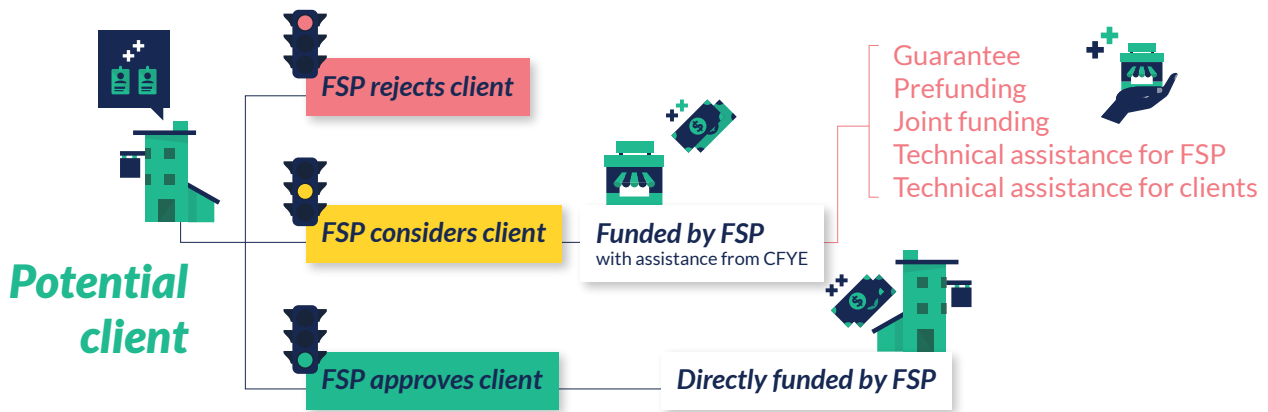 Potential
client
FSP rejects client
FSP considers client
Funded by FSP
with assistance from CFYE
Guarantee
Prefunding
Joint funding
Technical assistance for FSP
Technical assistance for clients
FSP approves client
Directly funded by FSP